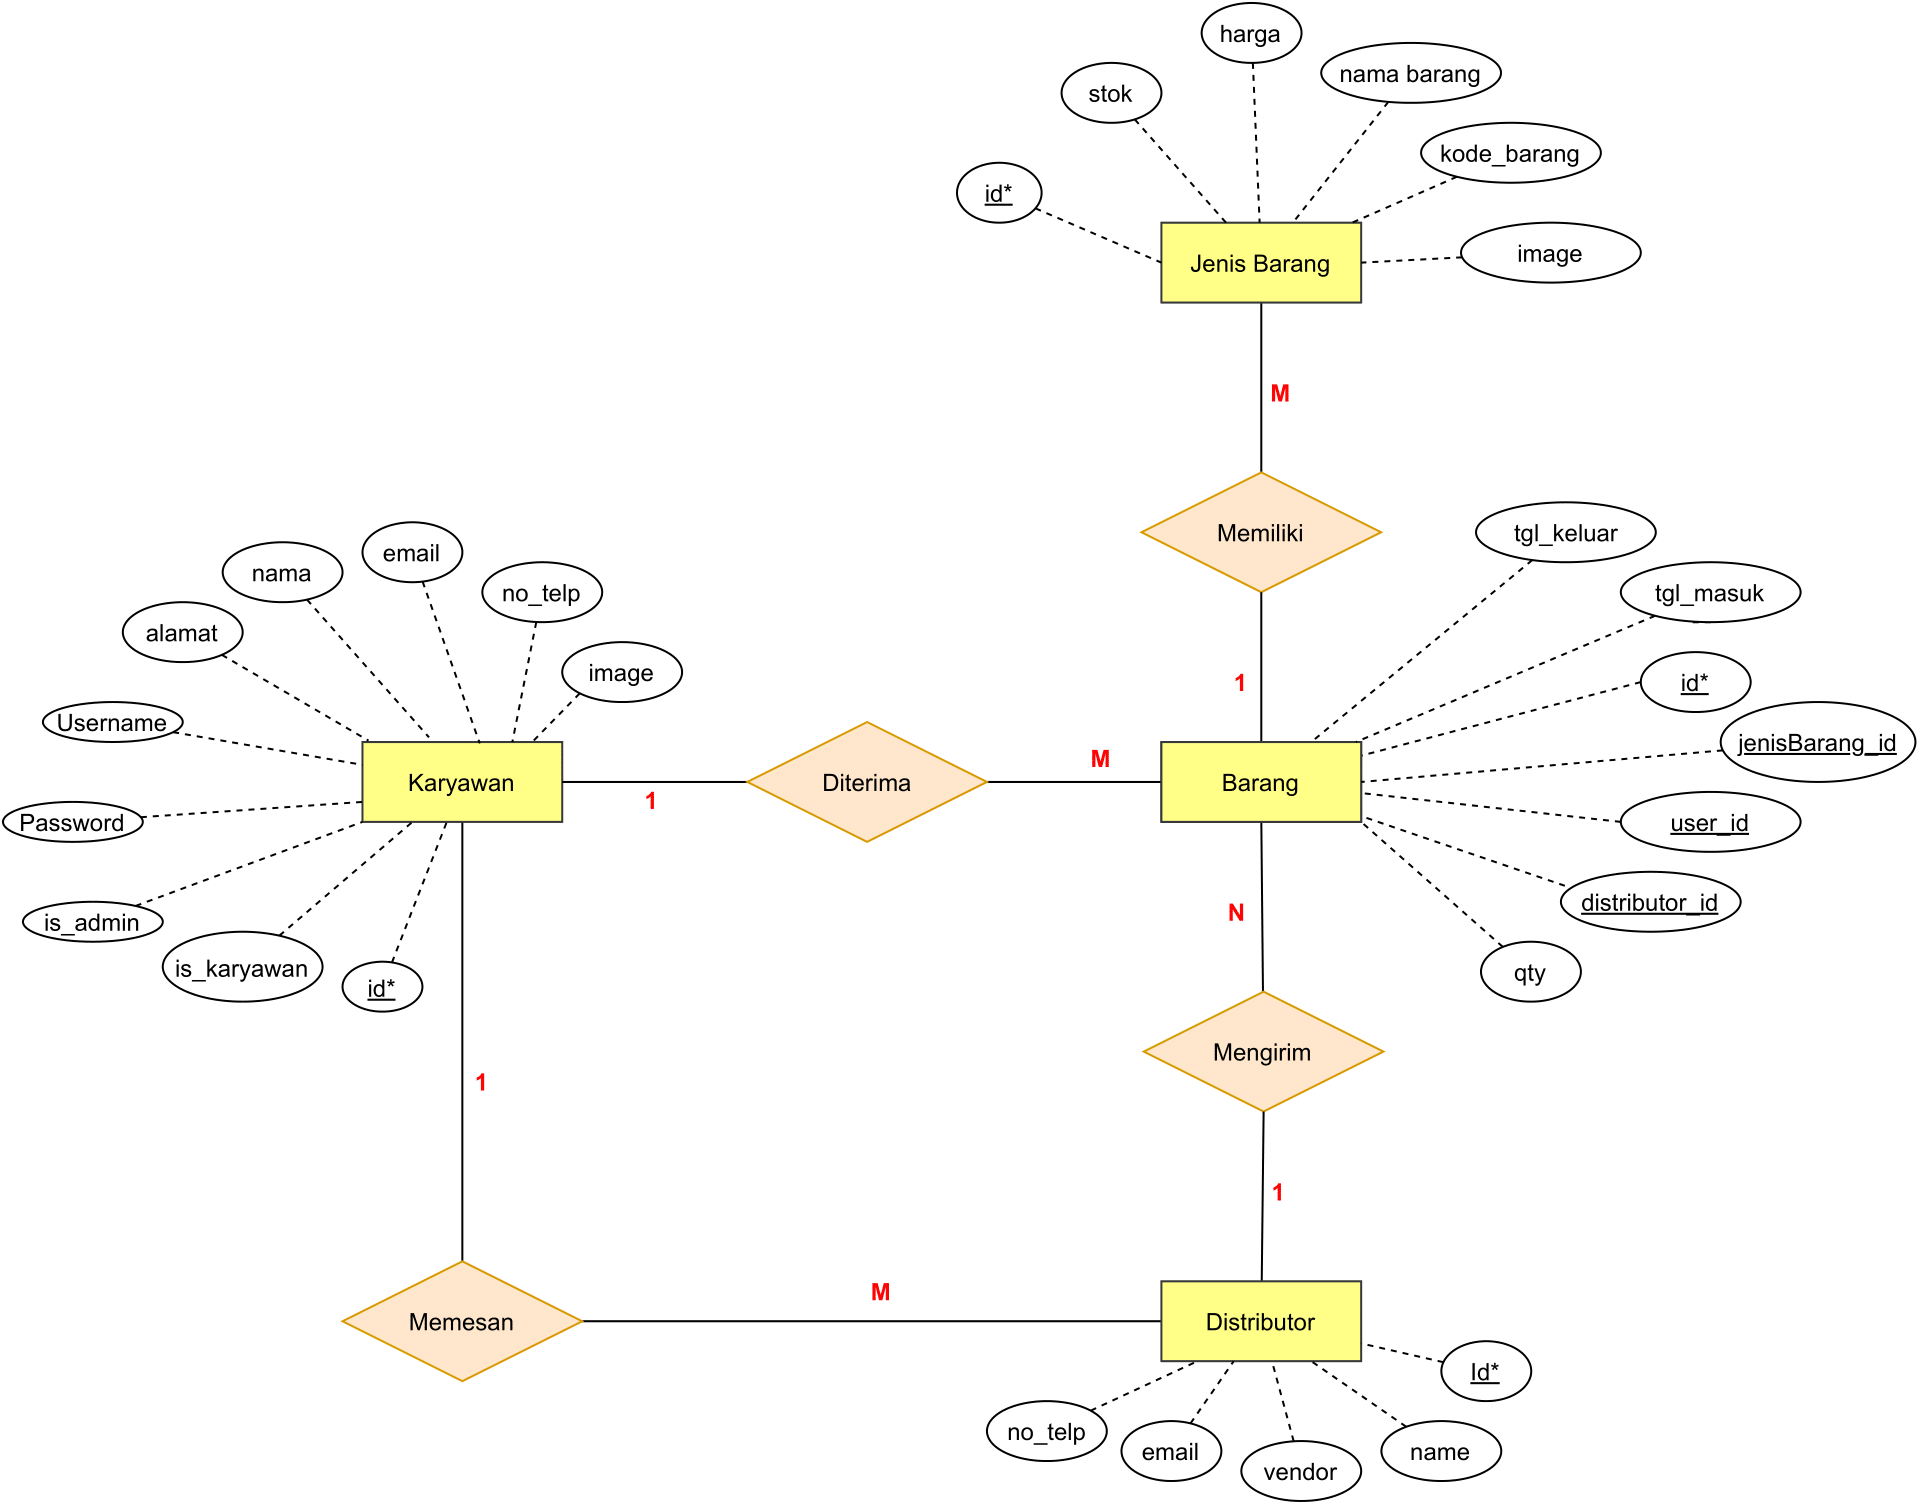 harga
nama barang
stok
kode_barang
id*
image
Jenis Barang
M
Memiliki
tgl_keluar
email
nama
no_telp
tgl_masuk
alamat
image
1
id*
Username
jenisBarang_id
M
Karyawan
Diterima
Barang
1
Password
user_id
distributor_id
N
is_admin
is_karyawan
id*
qty
Mengirim
1
1
M
Memesan
Distributor
Id*
no_telp
email
name
vendor